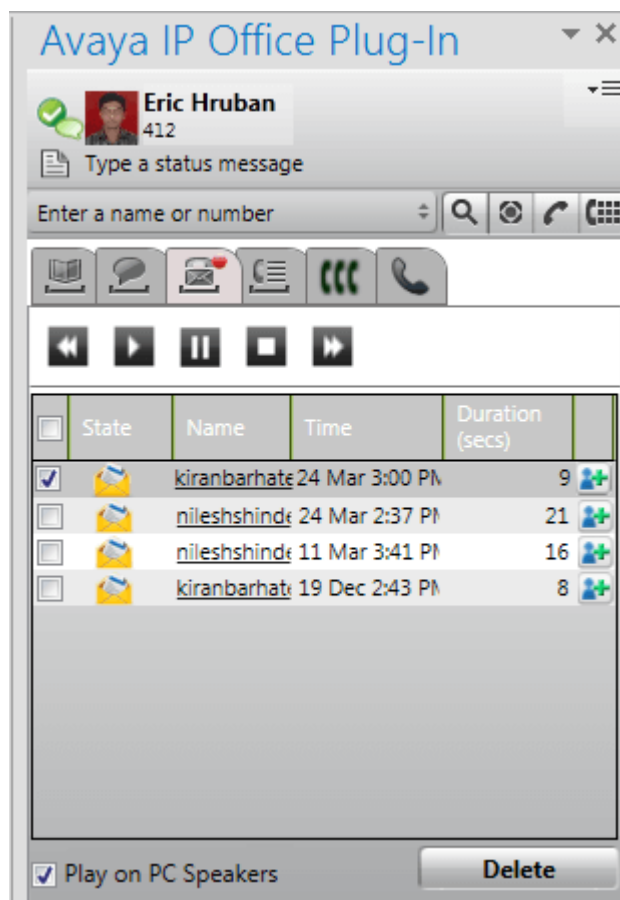 Avaya IP Office Plug-In
Eric Hruban
412
Type a status message
Enter a name or number
State Name Time Duration (secs)
kiranbarhate 24 Mar 3:00 PM 9
nileshshinde 24 Mar 2:37 PM 21
nileshshinde 11 Mar 3:41 PM 16
kiranbarhate 19 Dec 2:43 PM 8
Play on PC Speakers Delete